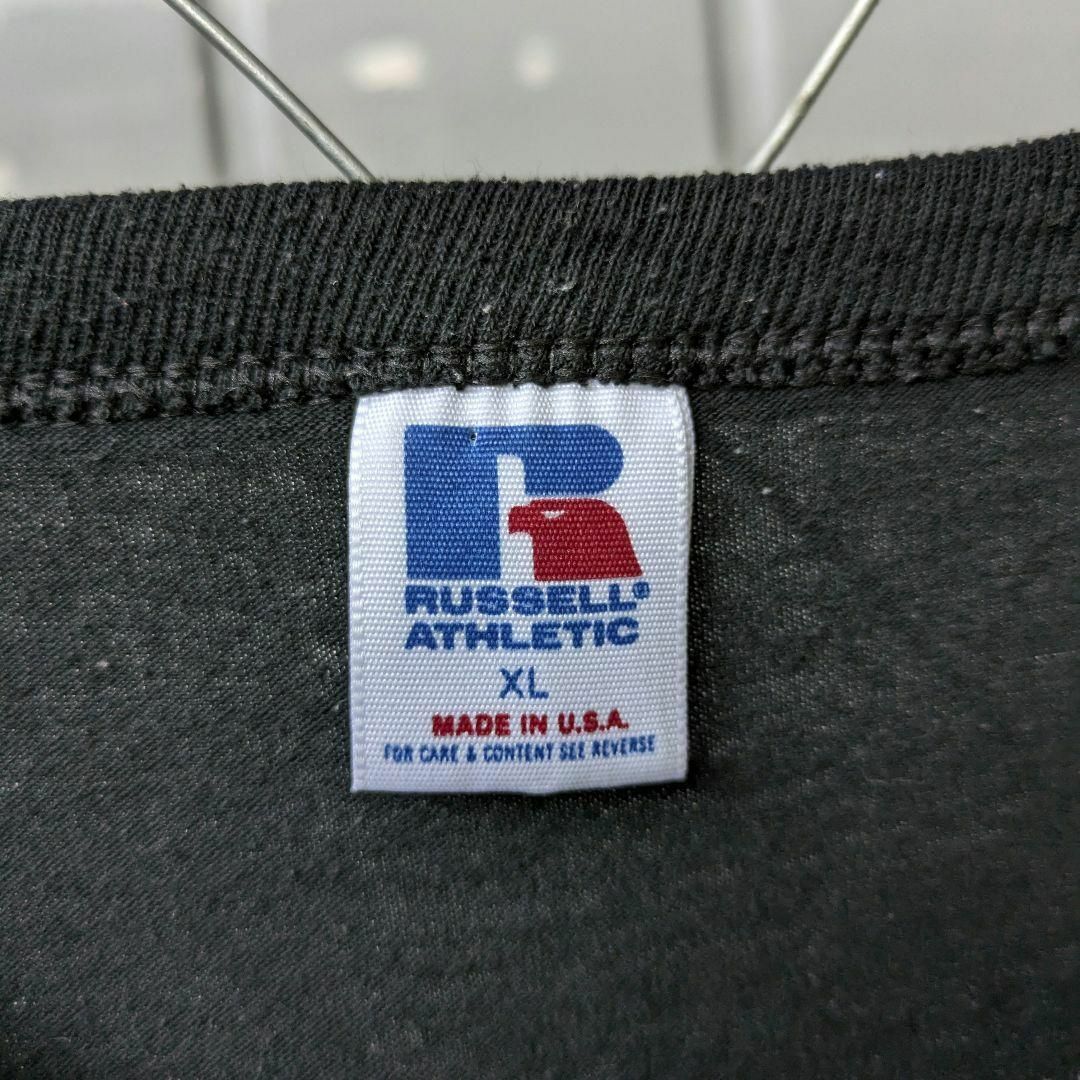 R
RUSSELL®
ATHLETIC
XL
MADE IN U.S.A.
FOR CARE & CONTENT SEE REVERSE